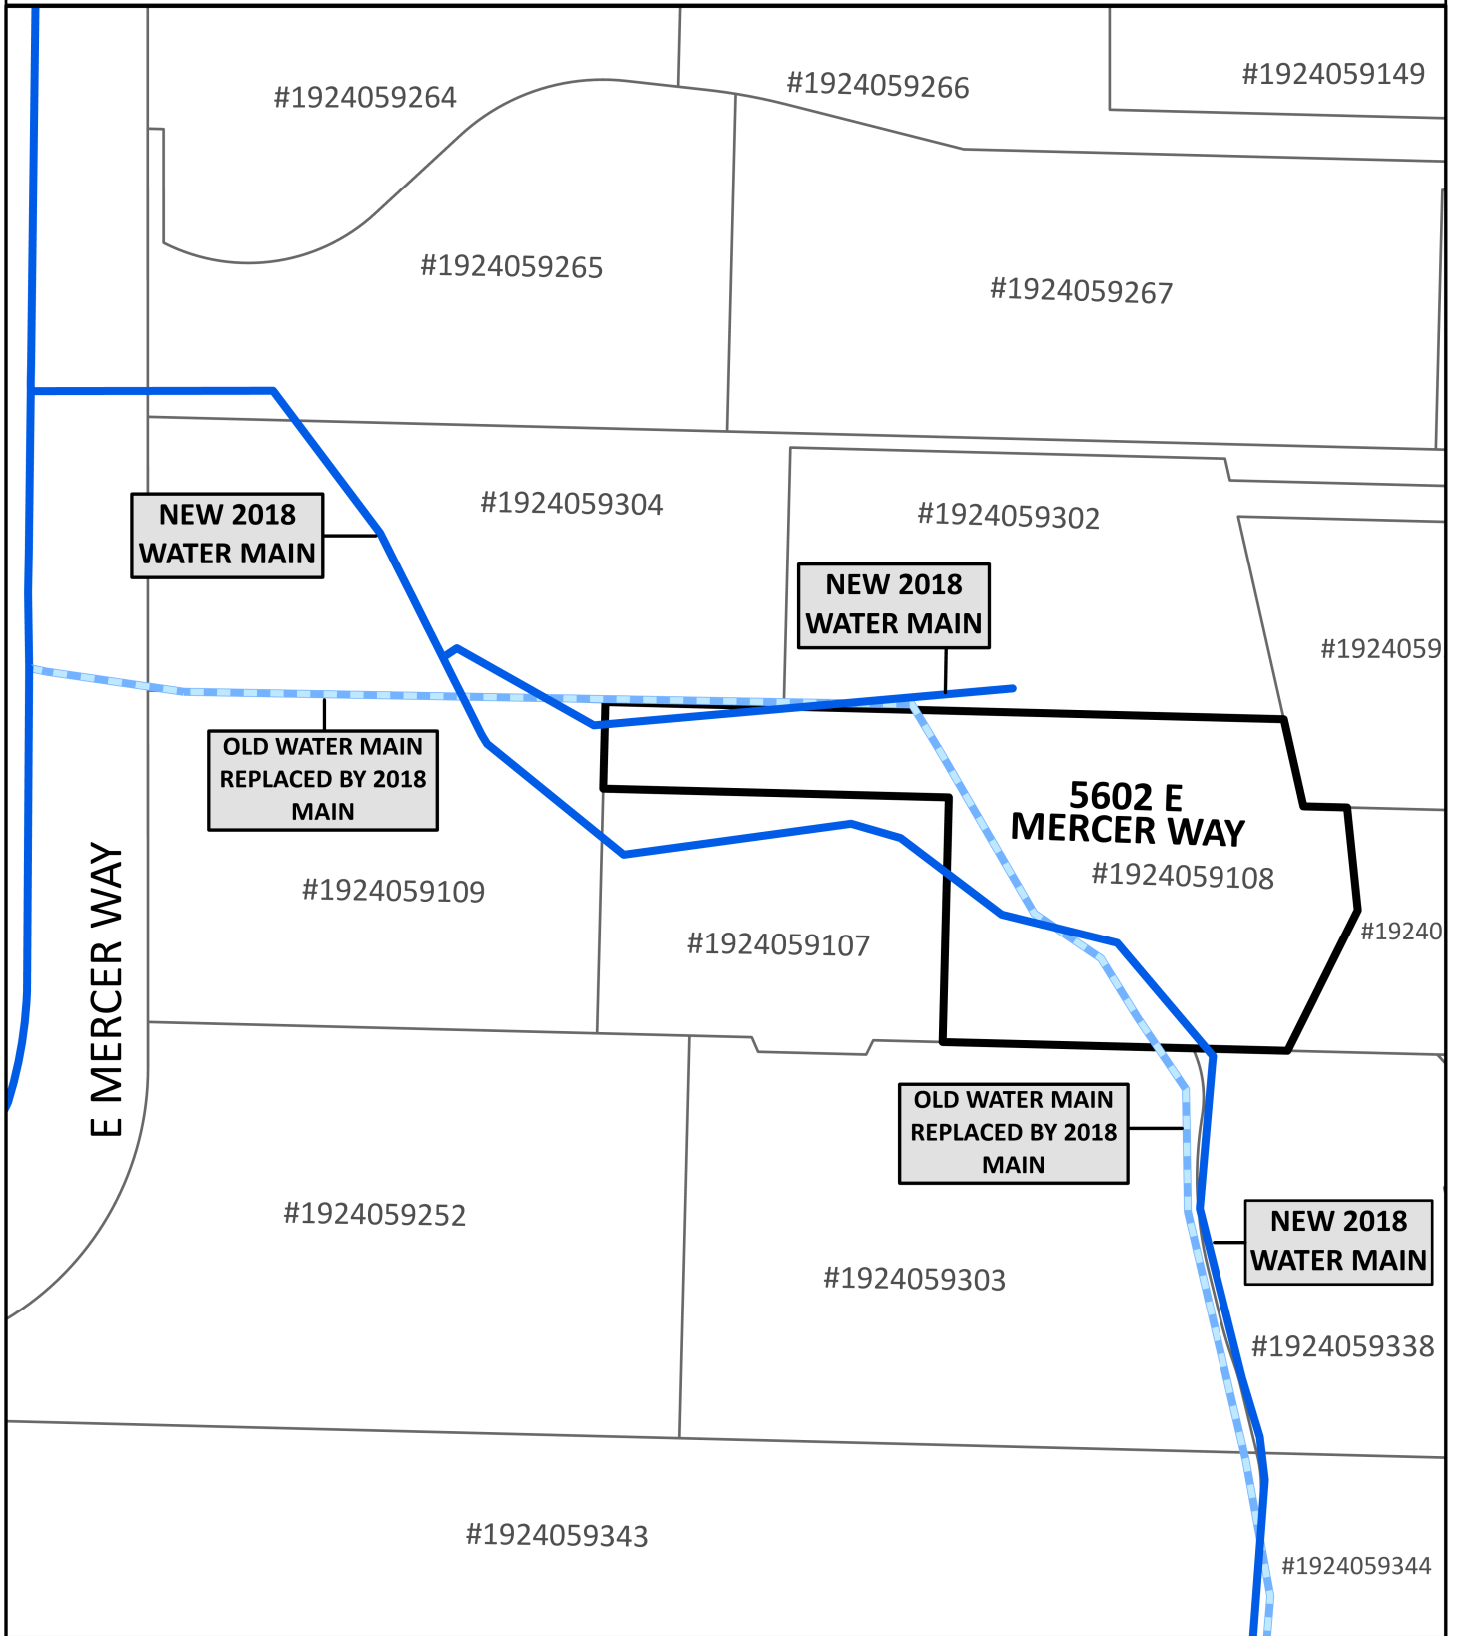 #1924059264
#1924059266
#1924059149
#1924059265
#1924059267
#1924059304
#1924059302
NEW 2018
WATER MAIN
NEW 2018
WATER MAIN
#1924059
OLD WATER MAIN
REPLACED BY 2018
MAIN
5602 E
MERCER WAY
#1924059108
#1924059109
#1924059107
#19240
E MERCER WAY
OLD WATER MAIN
REPLACED BY 2018
MAIN
#1924059252
#1924059303
NEW 2018
WATER MAIN
#1924059338
#1924059343
#1924059344